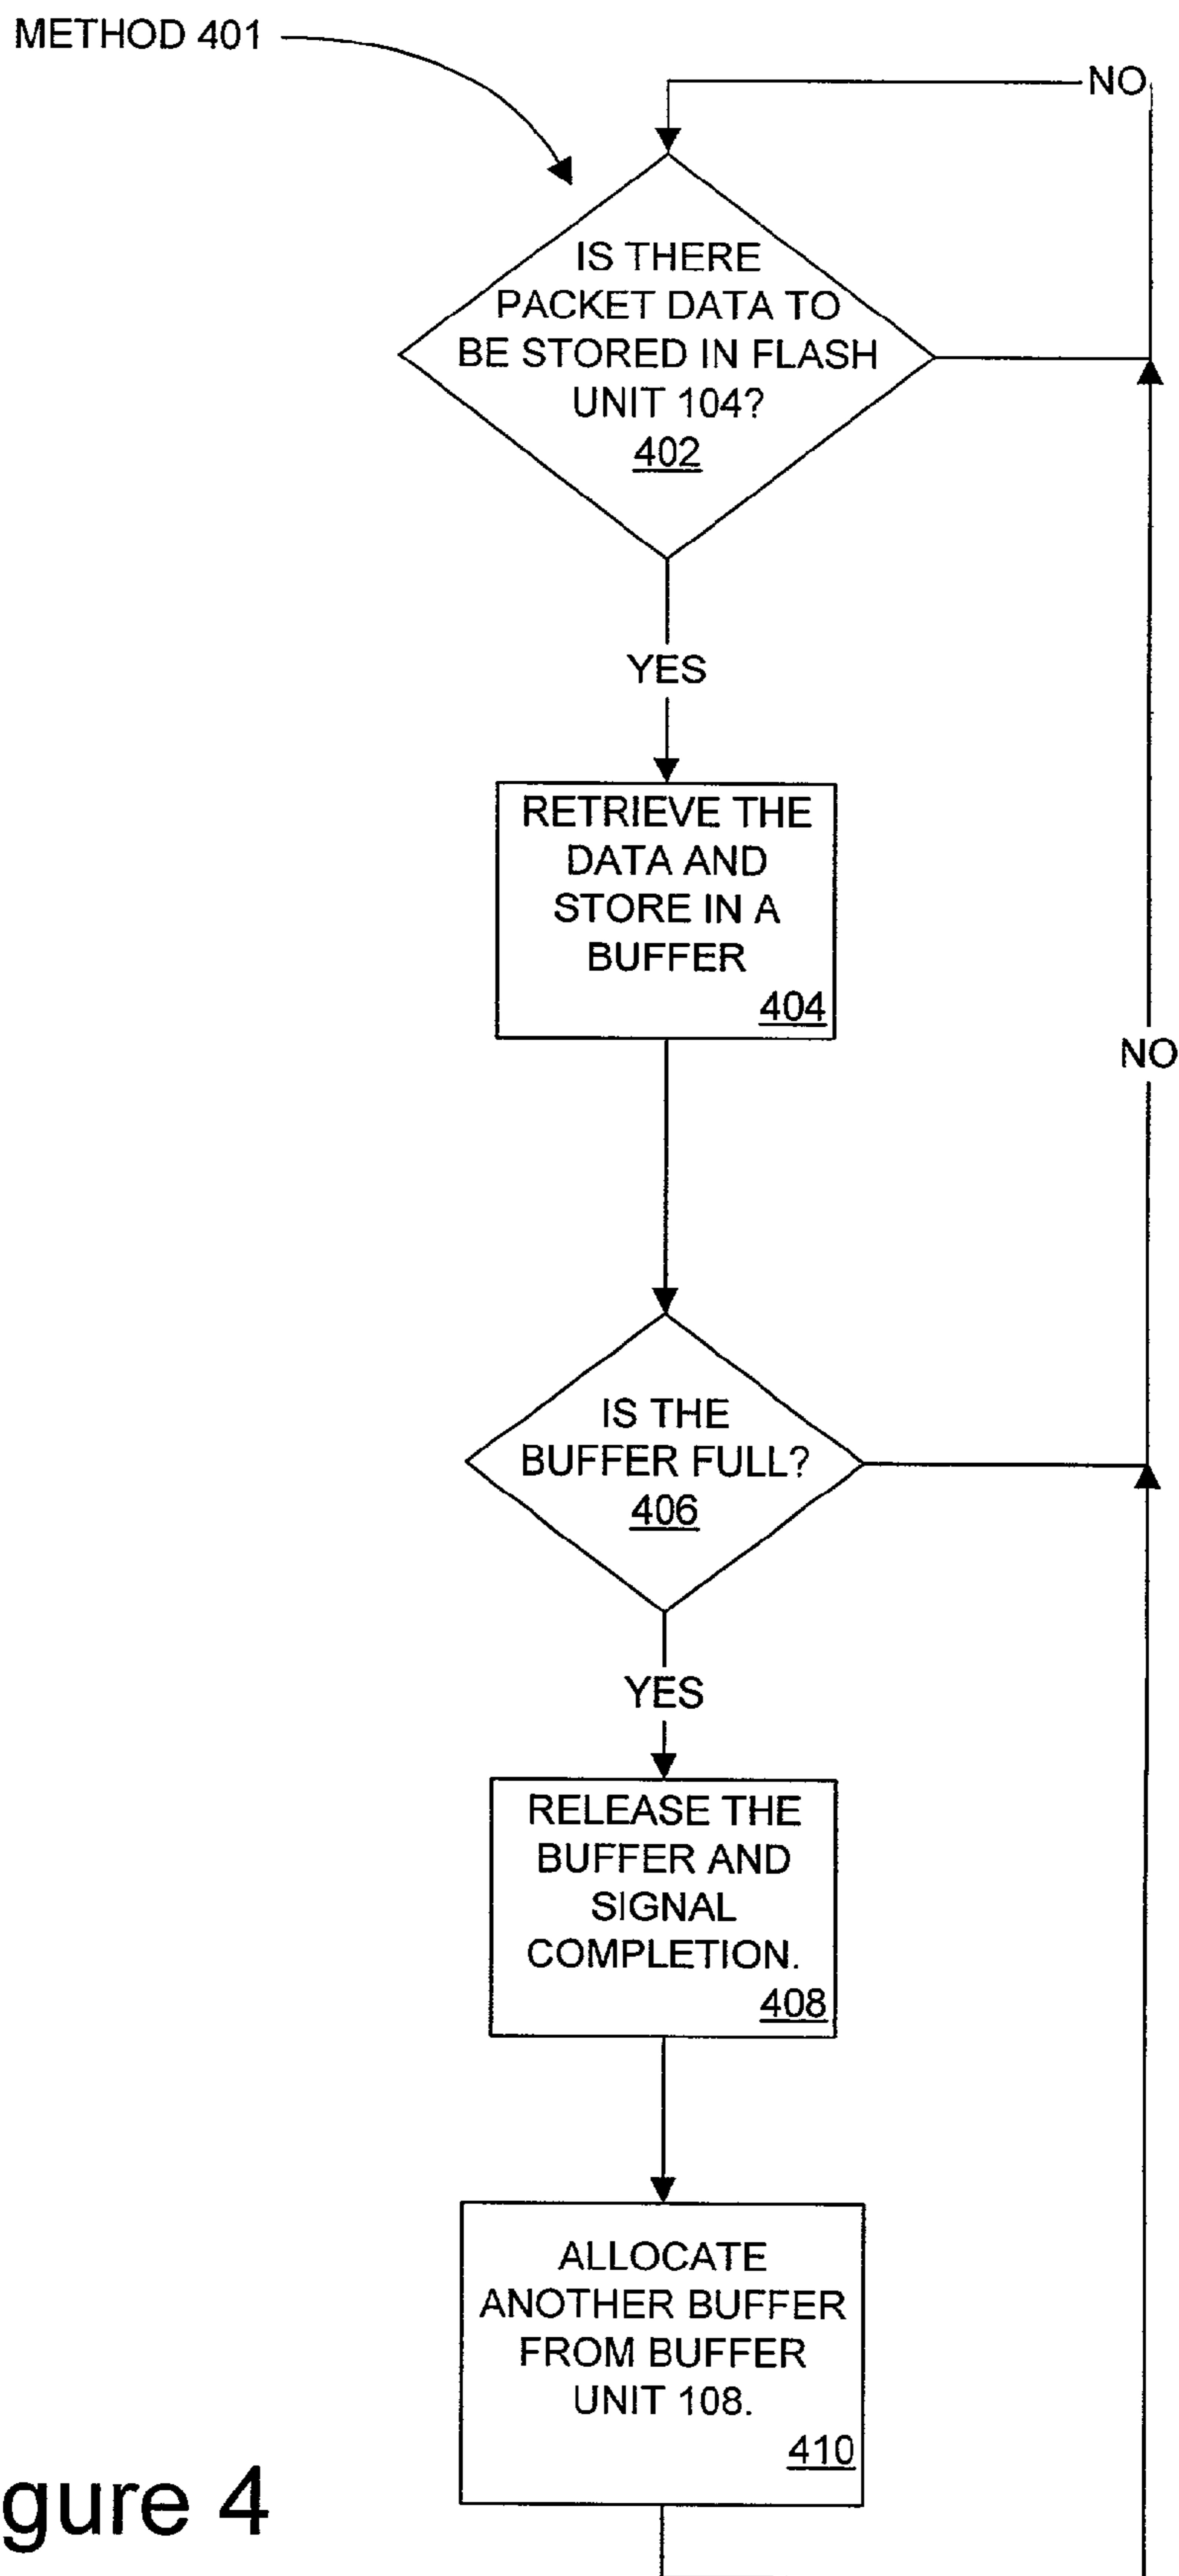 METHOD 401
NO
IS THERE
PACKET DATA TO
BE STORED IN FLASH
UNIT 104?
402
YES
RETRIEVE THE
DATA AND
STORE IN A
BUFFER
404
NO
IS THE
BUFFER FULL?
406
YES
RELEASE THE
BUFFER AND
SIGNAL
COMPLETION.
408
ALLOCATE
ANOTHER BUFFER
FROM BUFFER
UNIT 108.
410
gure 4